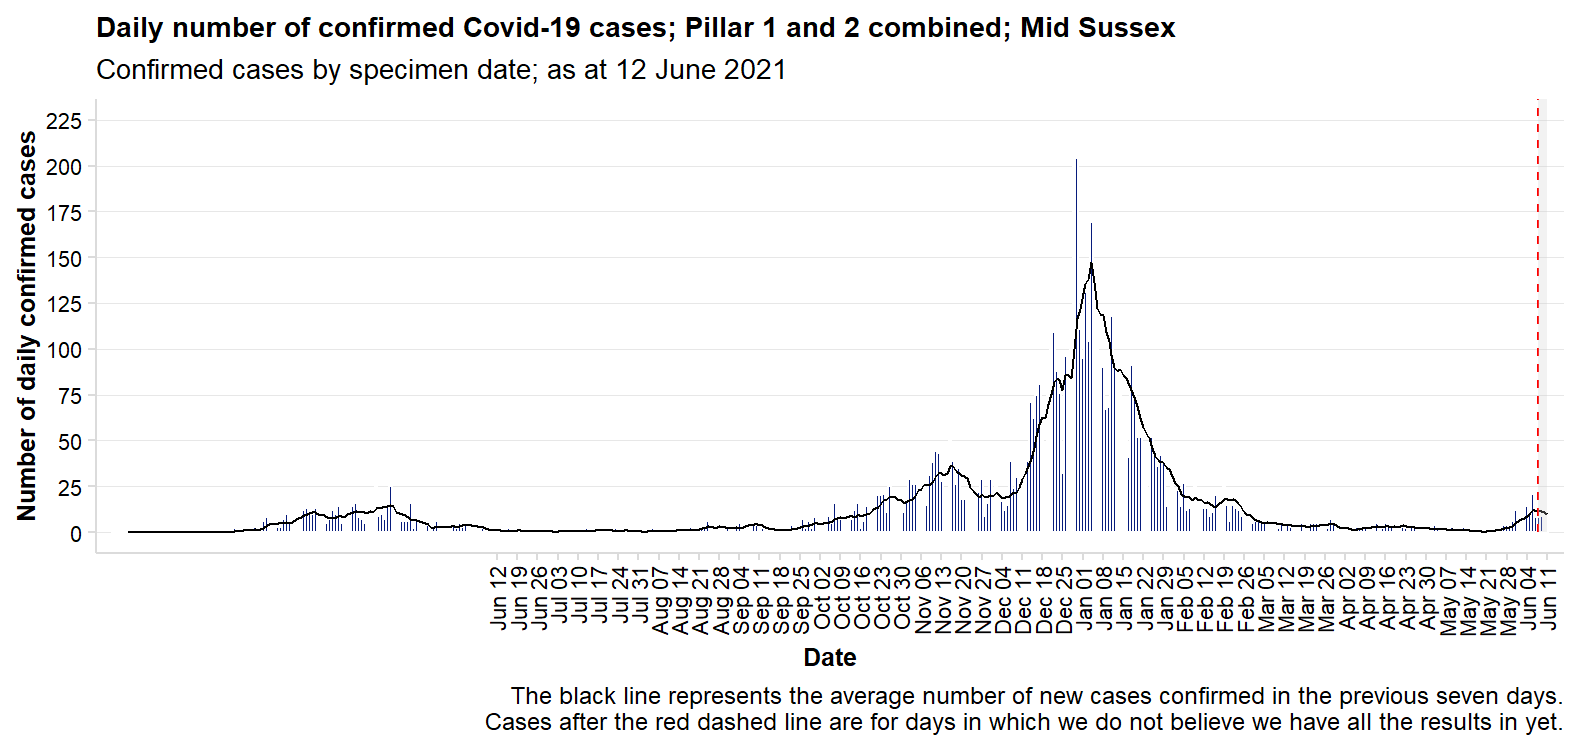 Daily number of confirmed Covid-19 cases; Pillar 1 and 2 combined; Mid Sussex
Confirmed cases by specimen date; as at 12 June 2021
Number of daily confirmed cases
225
200
175
150
125
100
75
50
25
0
Jun 12
Jun 19
Jun 26
Jul 03
Jul 10
Jul 17
Jul 24
Jul 31
Aug 07
Aug 14
Aug 21
Aug 28
Sep 04
Sep 11
Sep 18
Sep 25
Oct 02
Oct 09
Oct 16
Oct 23
Oct 30
Nov 06
Nov 13
Nov 20
Nov 27
Dec 04
Dec 11
Dec 18
Dec 25
Jan 01
Jan 08
Jan 15
Jan 22
Jan 29
Feb 05
Feb 12
Feb 19
Feb 26
Mar 05
Mar 12
Mar 19
Mar 26
Apr 02
Apr 09
Apr 16
Apr 23
Apr 30
May 07
May 14
May 21
May 28
Jun 04
Jun 11
Date
The black line represents the average number of new cases confirmed in the previous seven days.
Cases after the red dashed line are for days in which we do not believe we have all the results in yet.